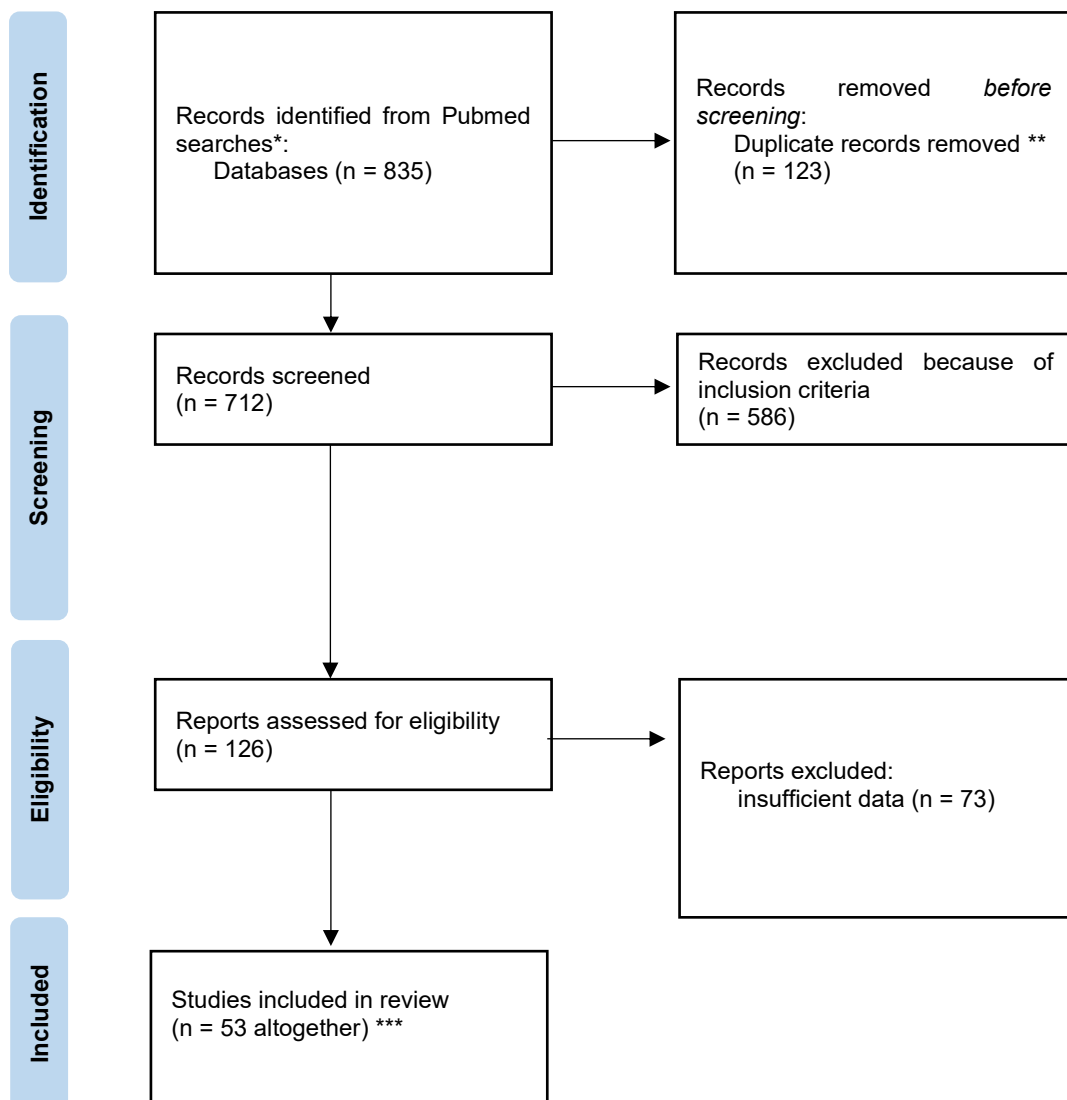 Identification
Records identified from Pubmed
searches*:
Databases (n = 835)
Records removed before
screening:
Duplicate records removed **
(n = 123)
Screening
Records screened
(n = 712)
Records excluded because of
inclusion criteria
(n = 586)
Eligibility
Reports assessed for eligibility
(n = 126)
Reports excluded:
insufficient data (n = 73)
Included
Studies included in review
(n = 53 altogether) ***